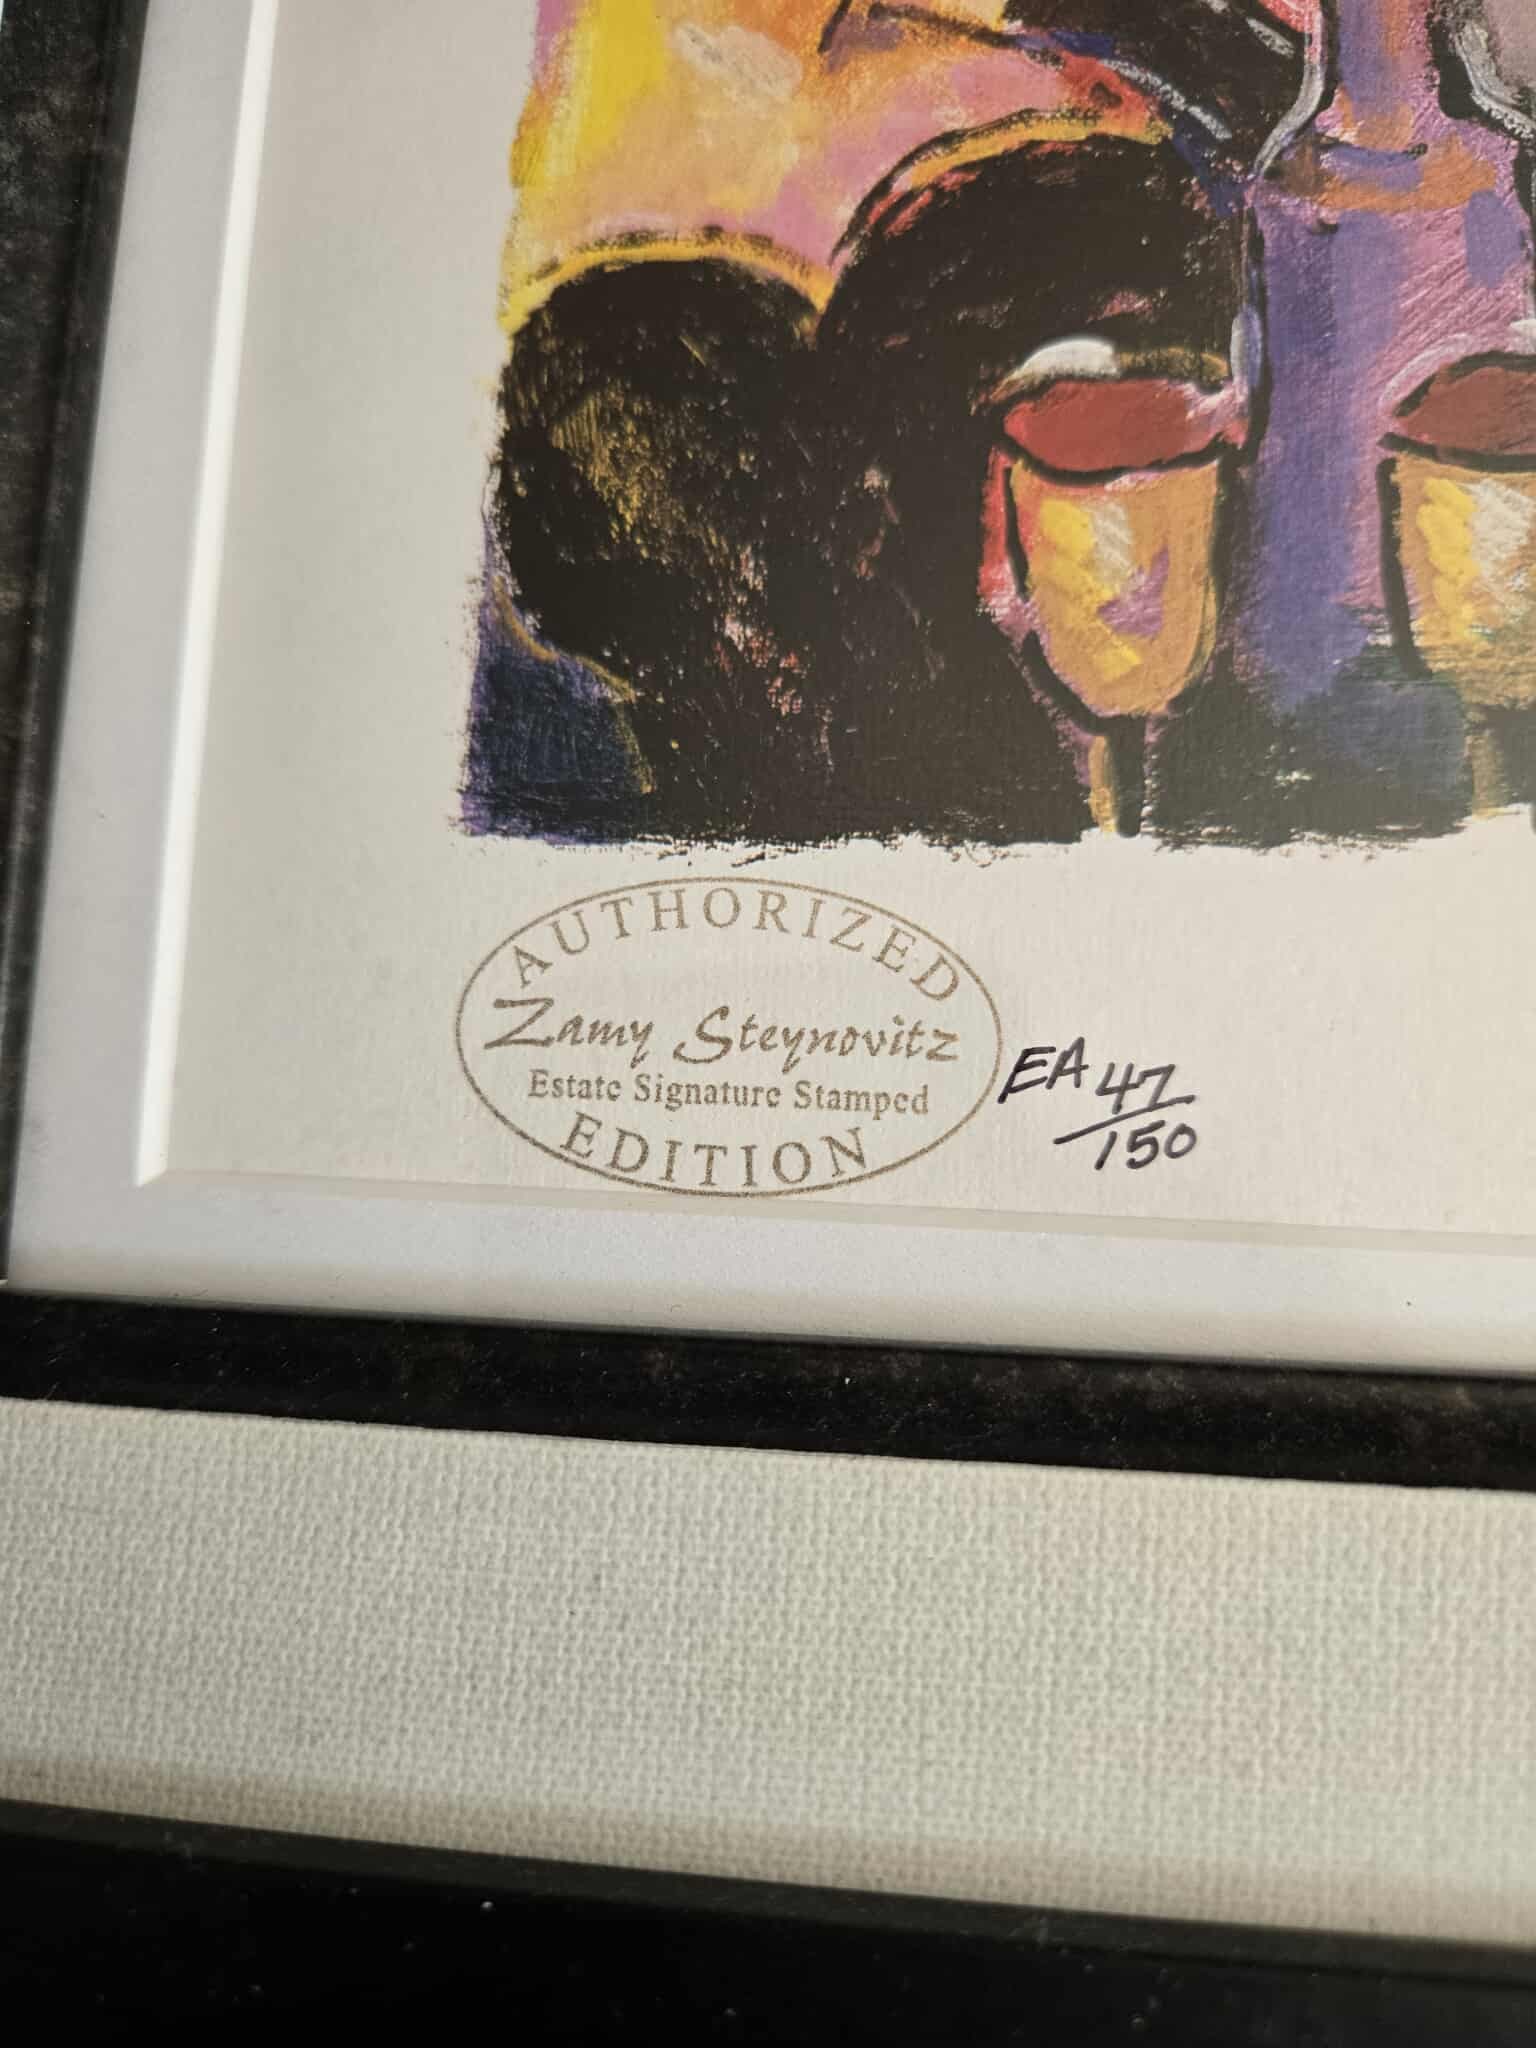 AUTHORIZED
Zamy Steynovitz
Estate Signature Stamped
EDITION
EA 47/150